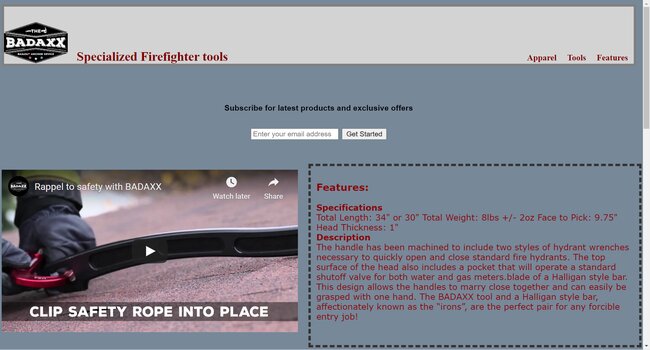 THE
BADAXX
Specialized Firefighter tools
Apparel Tools Features
Subscribe for latest products and exclusive offers
Enter your email address Get Started
Rappel to safety with BADAXX
Watch later Share
CLIP SAFETY ROPE INTO PLACE
Features:
Specifications
Total Length: 34" or 30" Total Weight: 8lbs +/- 2oz Face to Pick: 9.75"
Head Thickness: 1"
Description
The handle has been machined to include two styles of hydrant wrenches
necessary to quickly open and close standard fire hydrants. The top
surface of the head also includes a pocket that will operate a standard
shutoff valve for both water and gas meters.blade of a Halligan style bar.
This design allows the handles to marry close together and can easily be
grasped with one hand. The BADAXX tool and a Halligan style bar,
affectionately known as the "irons", are the perfect pair for any forcible
entry job!